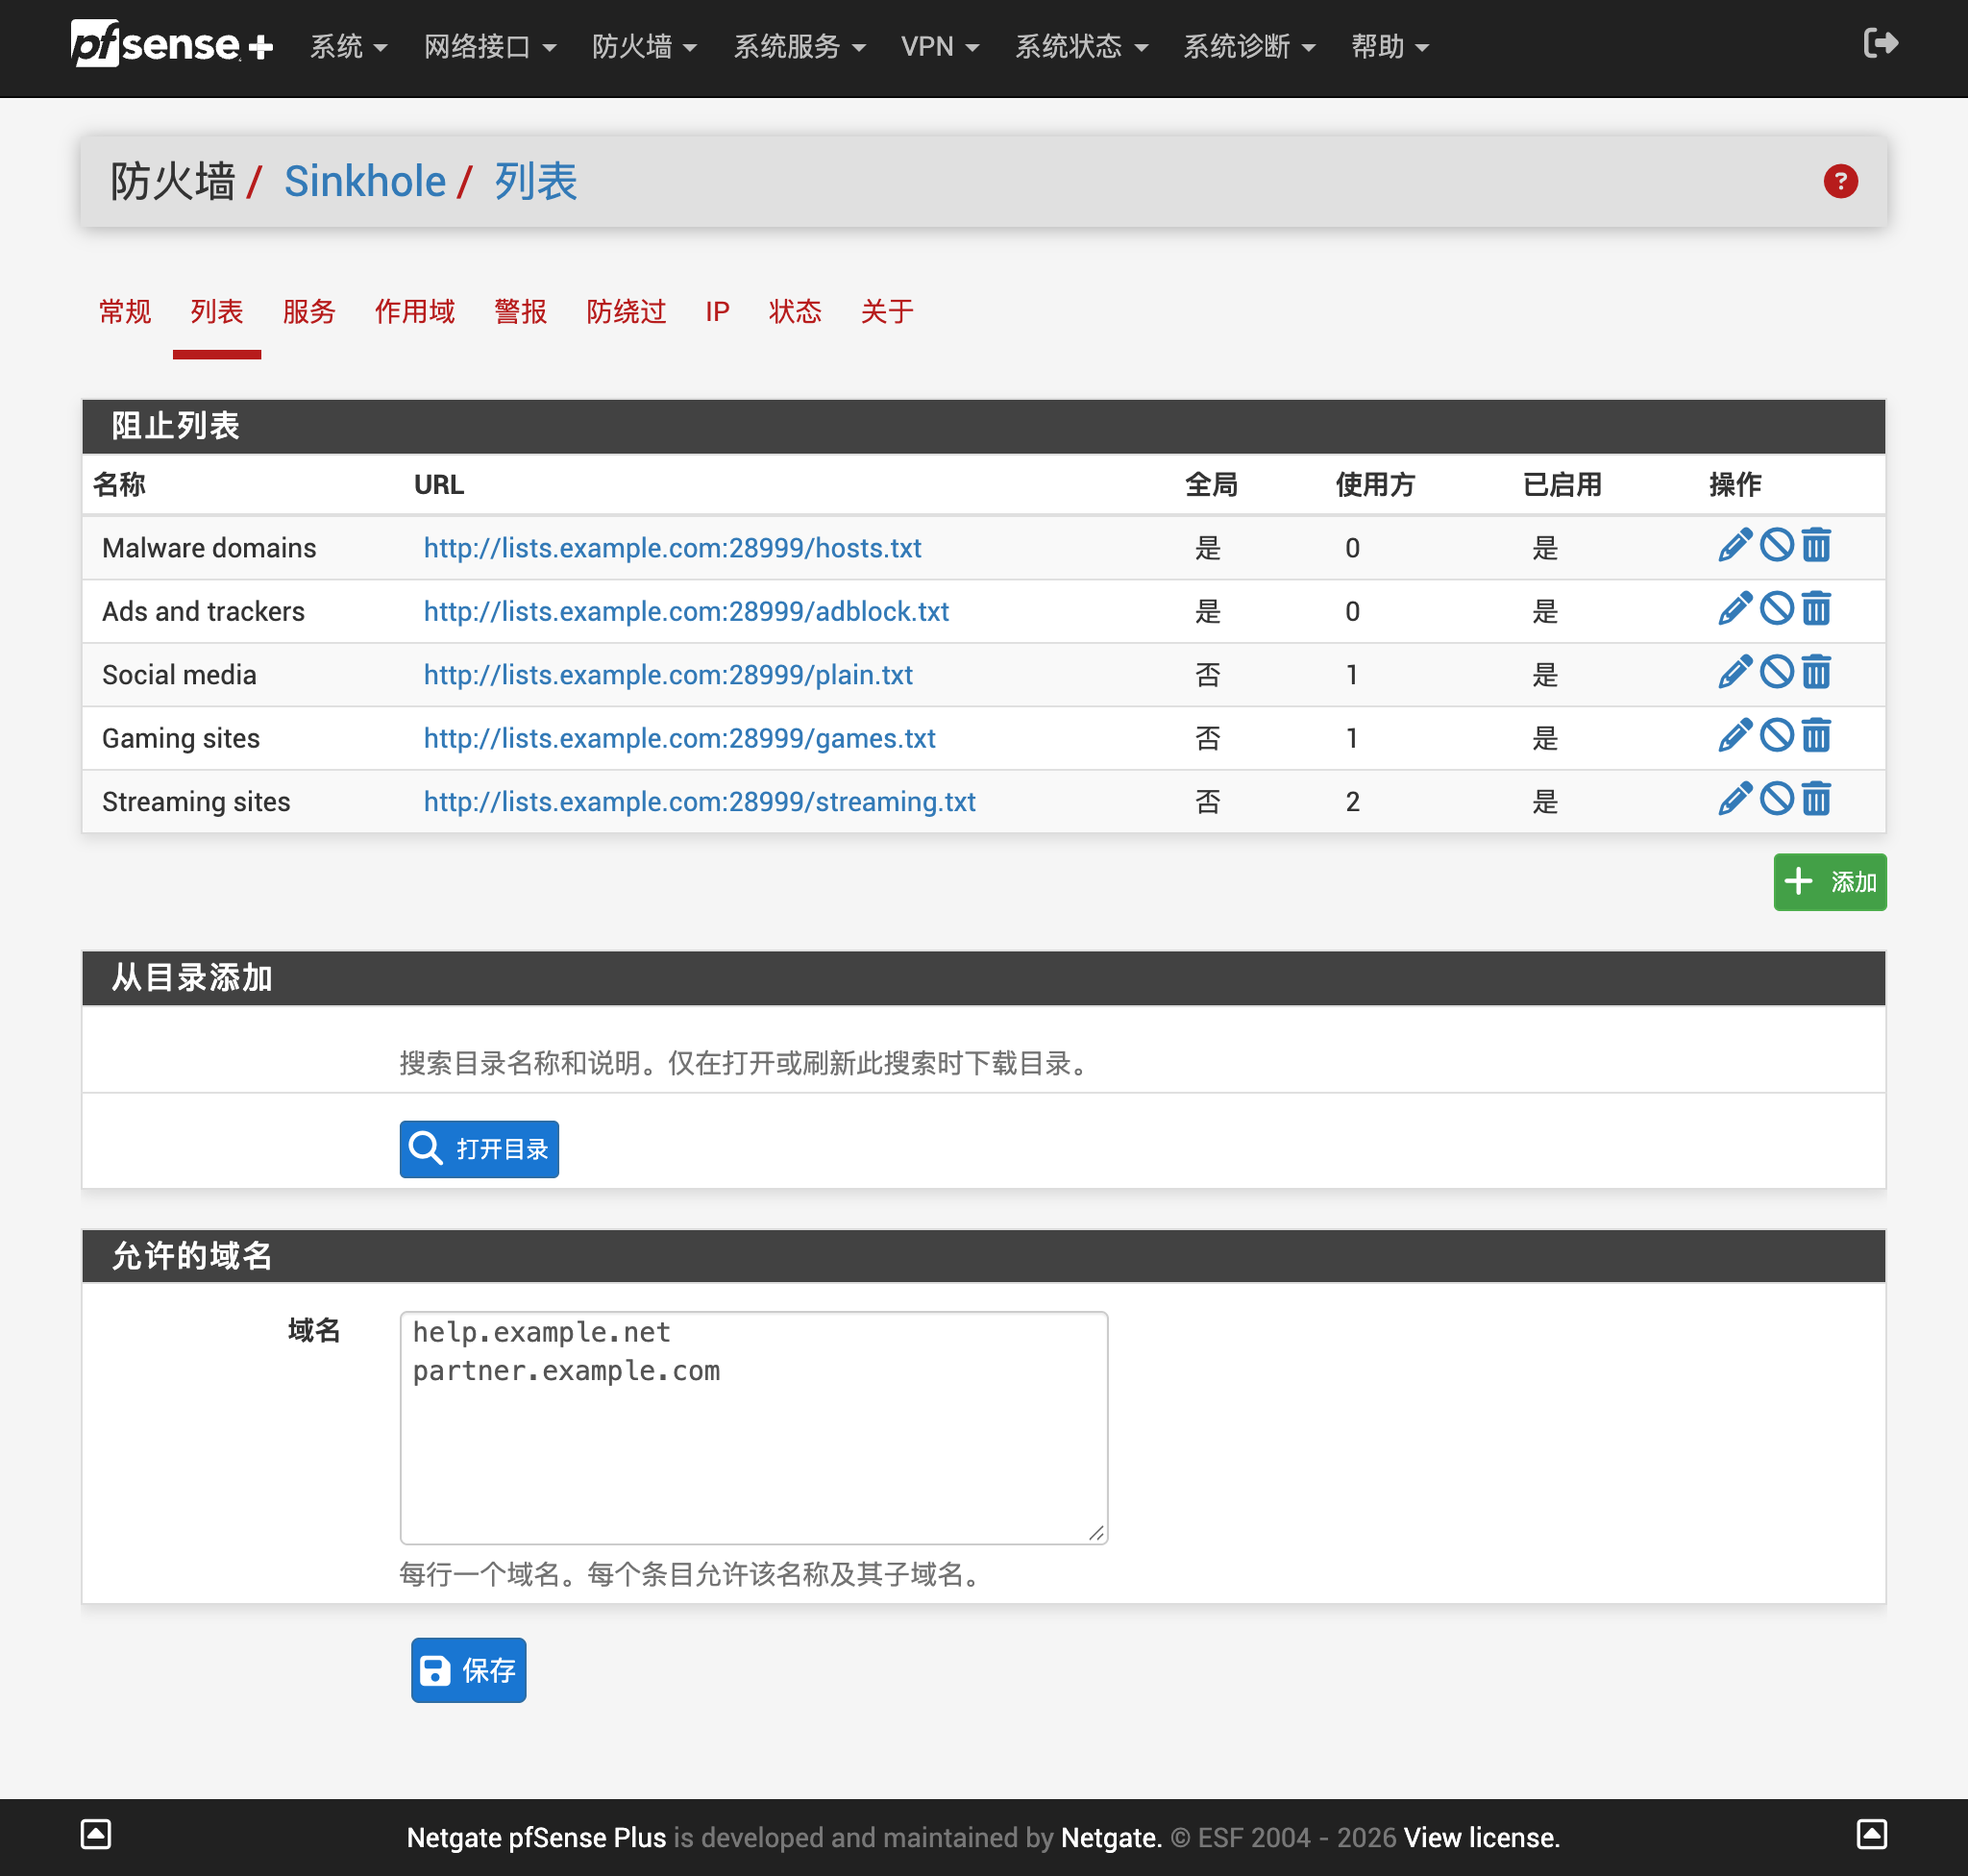 pfsense+ 系统 网络接口 防火墙 系统服务 VPN 系统状态 系统诊断 帮助
防火墙 / Sinkhole / 列表
常规 列表 服务 作用域 警报 防绕过 IP 状态 关于
阻止列表
名称 URL 全局 使用方 已启用 操作
Malware domains http://lists.example.com:28999/hosts.txt 是 0 是
Ads and trackers http://lists.example.com:28999/adblock.txt 是 0 是
Social media http://lists.example.com:28999/plain.txt 否 1 是
Gaming sites http://lists.example.com:28999/games.txt 否 1 是
Streaming sites http://lists.example.com:28999/streaming.txt 否 2 是
添加
从目录添加
搜索目录名称和说明。仅在打开或刷新此搜索时下载目录。
打开目录
允许的域名
域名 help.example.net
partner.example.com
每行一个域名。每个条目允许该名称及其子域名。
保存
Netgate pfSense Plus is developed and maintained by Netgate. © ESF 2004 - 2026 View license.